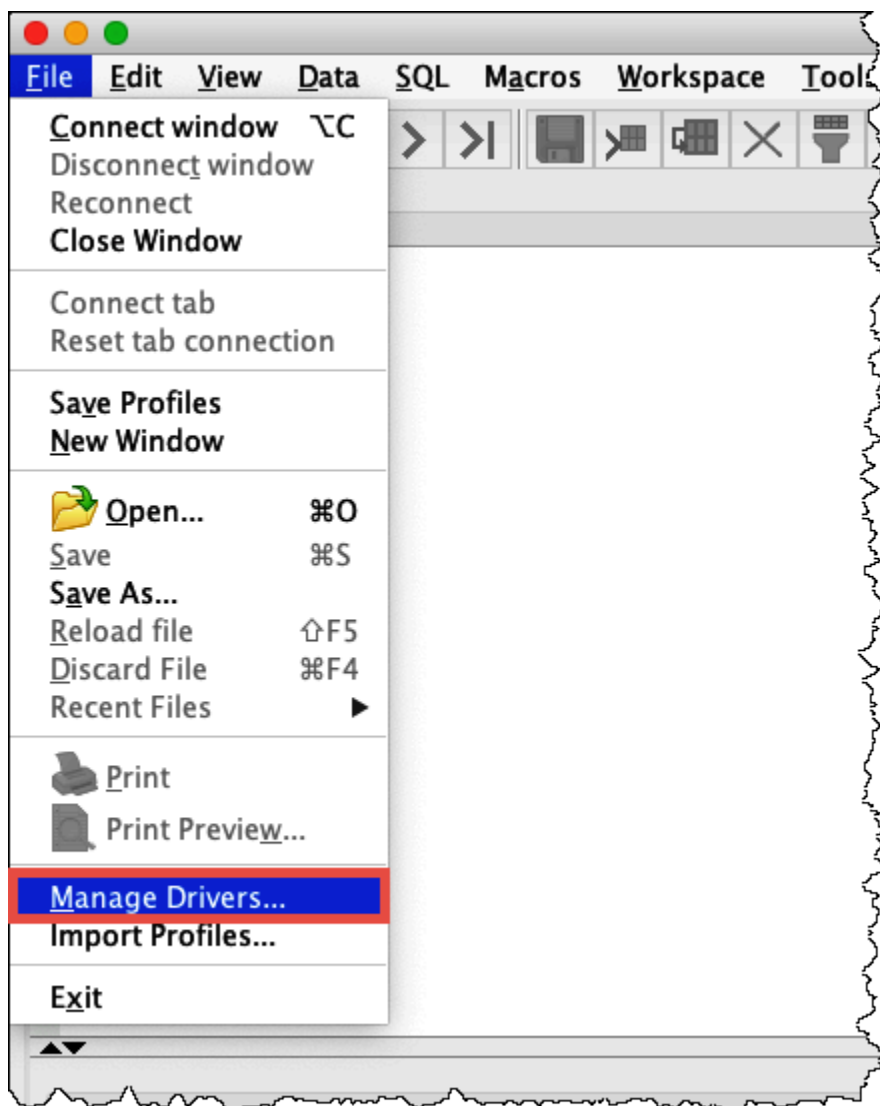 File Edit View Data SQL Macros Workspace Tools
Connect window ⌥C
Disconnect window
Reconnect
Close Window
Connect tab
Reset tab connection
Save Profiles
New Window
Open... ⌘O
Save ⌘S
Save As...
Reload file ⇧F5
Discard File ⌘F4
Recent Files ▶
Print
Print Preview...
Manage Drivers...
Import Profiles...
Exit